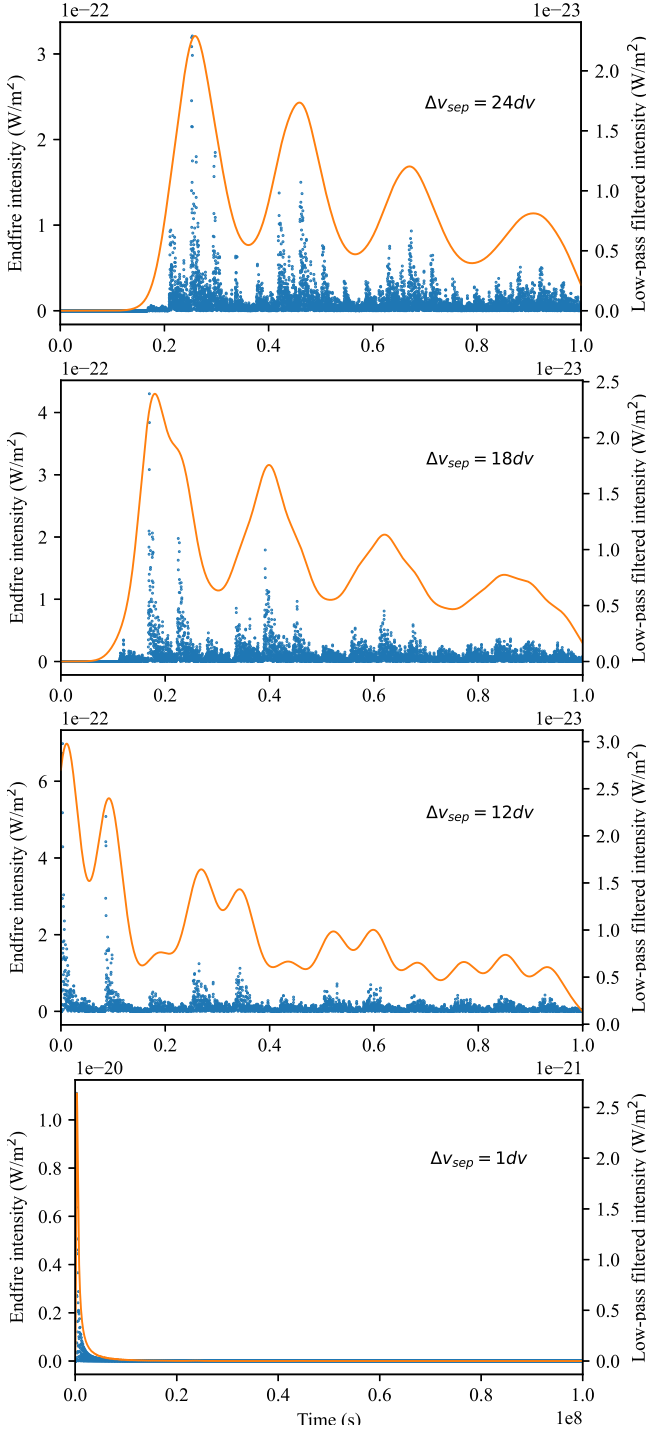 1e−22 1e−23
Endfire intensity (W/m²)
3
2
1
0
Δv_sep = 24dv
2.0
1.5
1.0
0.5
0.0
Low-pass filtered intensity (W/m²)
0.0 0.2 0.4 0.6 0.8 1.0
1e−22 1e−23
Endfire intensity (W/m²)
4
3
2
1
0
Δv_sep = 18dv
2.5
2.0
1.5
1.0
0.5
0.0
Low-pass filtered intensity (W/m²)
0.0 0.2 0.4 0.6 0.8 1.0
1e−22 1e−23
Endfire intensity (W/m²)
6
4
2
0
Δv_sep = 12dv
3.0
2.5
2.0
1.5
1.0
0.5
0.0
Low-pass filtered intensity (W/m²)
0.0 0.2 0.4 0.6 0.8 1.0
1e−20 1e−21
Endfire intensity (W/m²)
1.0
0.8
0.6
0.4
0.2
0.0
Δv_sep = 1dv
2.5
2.0
1.5
1.0
0.5
0.0
Low-pass filtered intensity (W/m²)
0.0 0.2 0.4 0.6 0.8 1.0
Time (s) 1e8